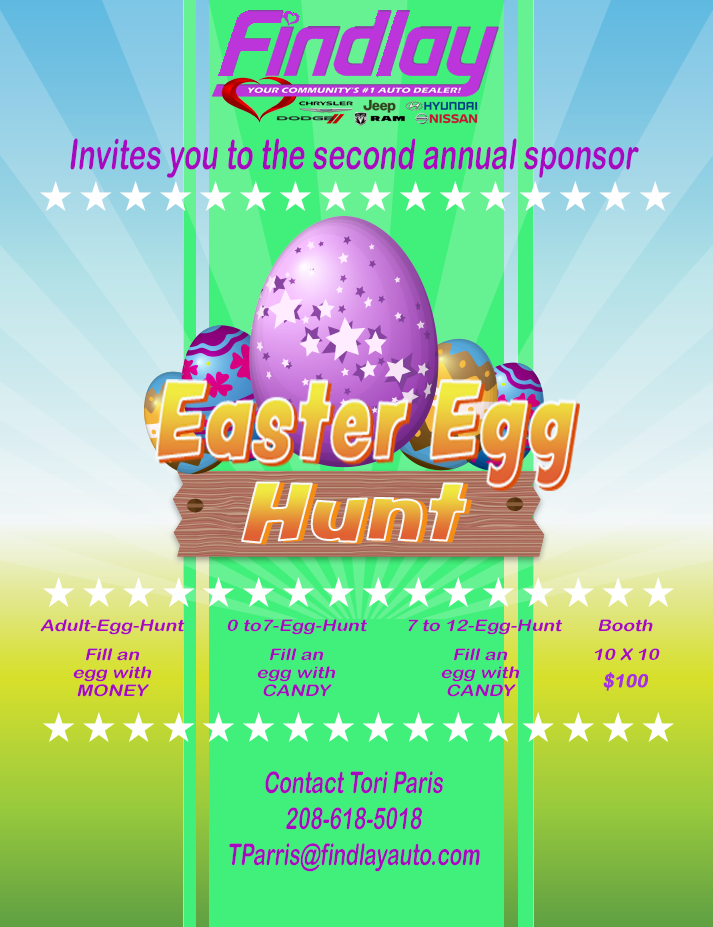 Findlay
YOUR COMMUNITY'S #1 AUTO DEALER!
CHRYSLER Jeep HYUNDAI
DODGE RAM NISSAN
Invites you to the second annual sponsor
Easter Egg
Hunt
Adult-Egg-Hunt 0 to7-Egg-Hunt 7 to 12-Egg-Hunt Booth
Fill an Fill an Fill an 10 X 10
egg with egg with egg with $100
MONEY CANDY CANDY
Contact Tori Paris
208-618-5018
TParris@findlayauto.com